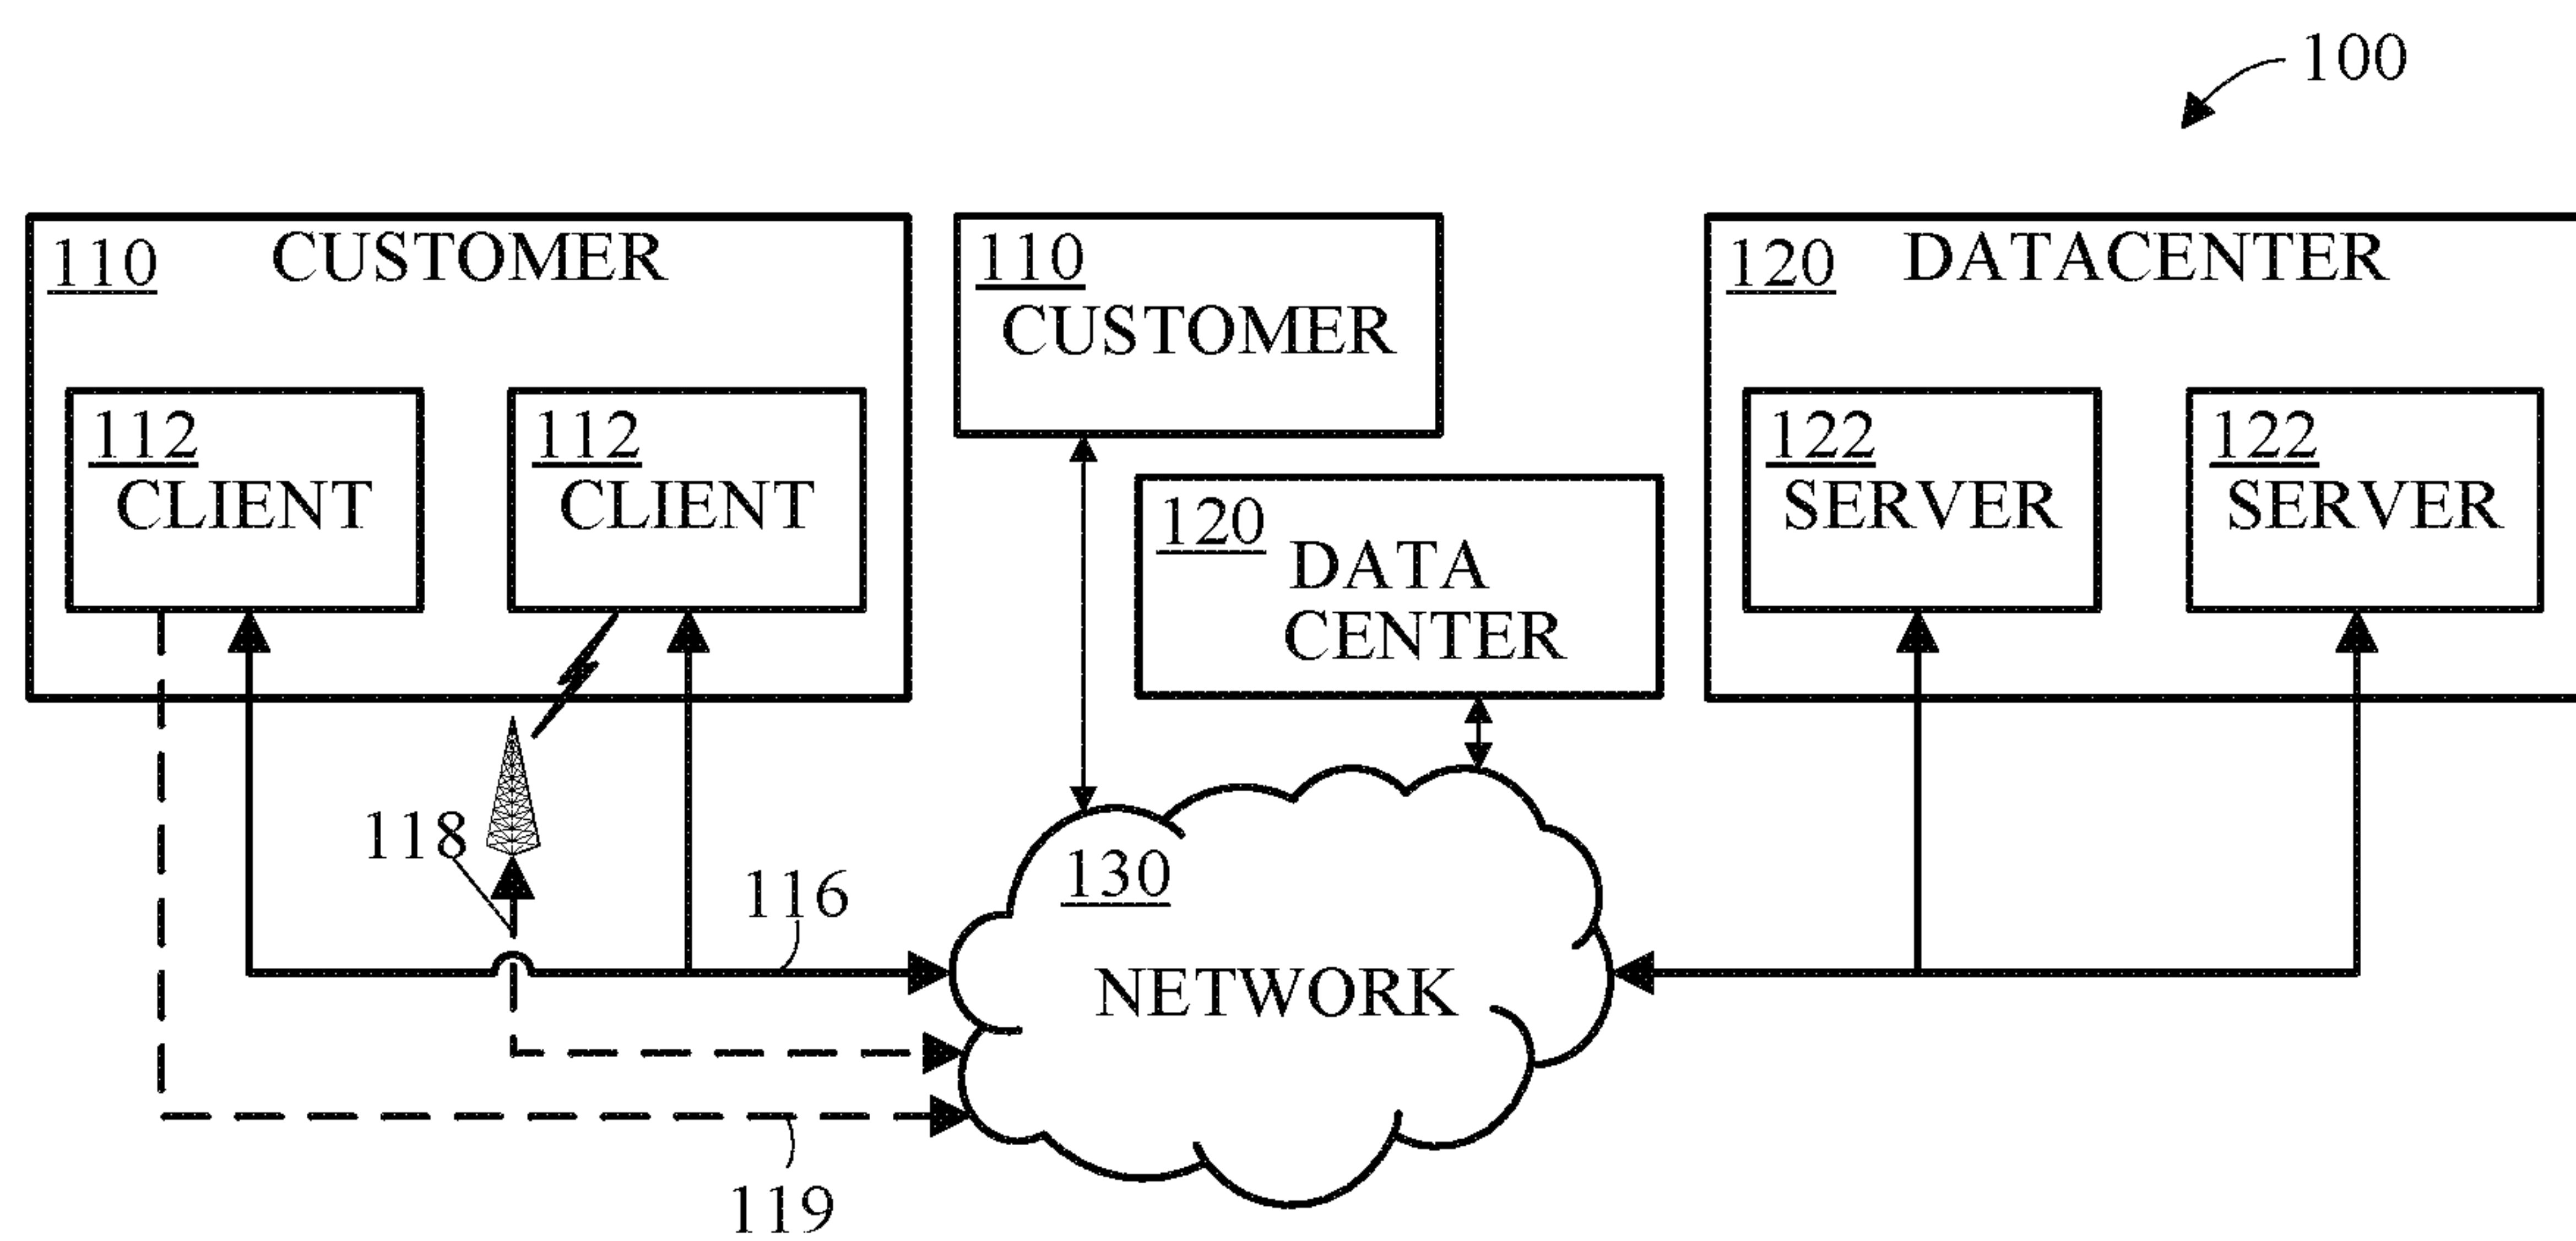 100
110 CUSTOMER
112
CLIENT
112
CLIENT
110
CUSTOMER
120
DATA
CENTER
120 DATACENTER
122
SERVER
122
SERVER
118
116
119
130
NETWORK